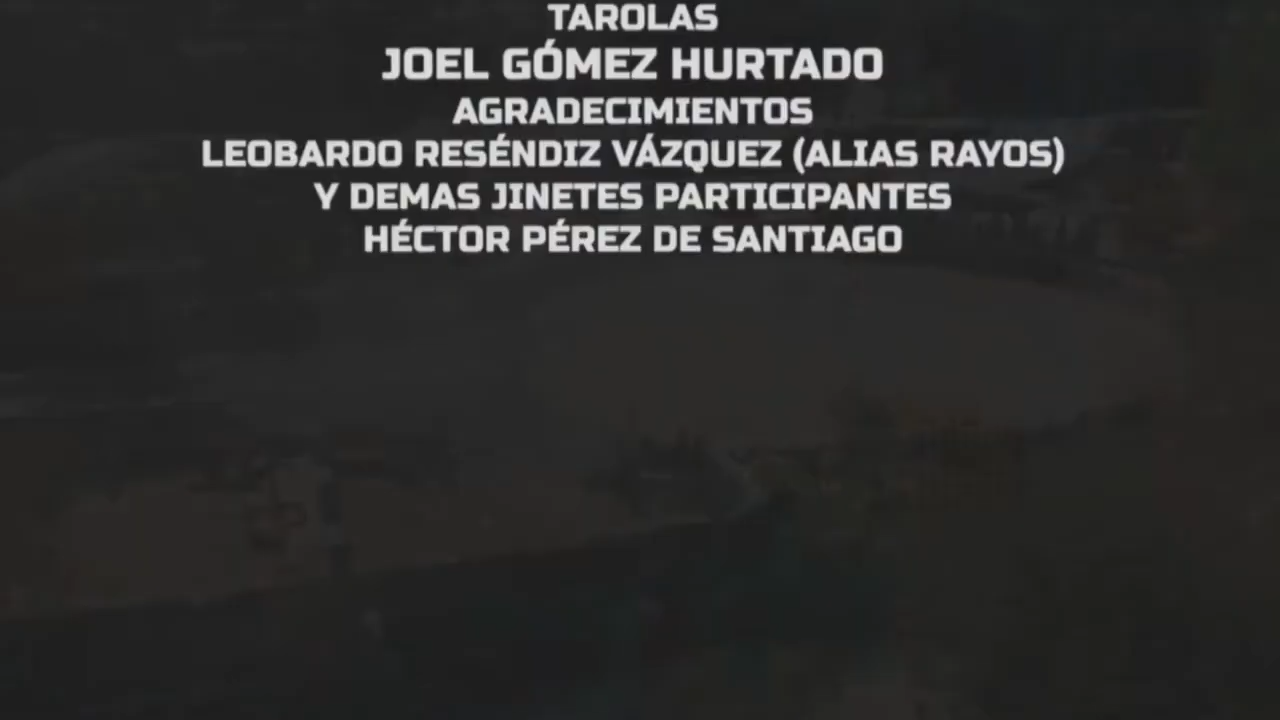 TAROLAS
JOEL GÓMEZ HURTADO
AGRADECIMIENTOS
LEOBARDO RESÉNDIZ VÁZQUEZ (ALIAS RAYOS)
Y DEMAS JINETES PARTICIPANTES
HÉCTOR PÉREZ DE SANTIAGO